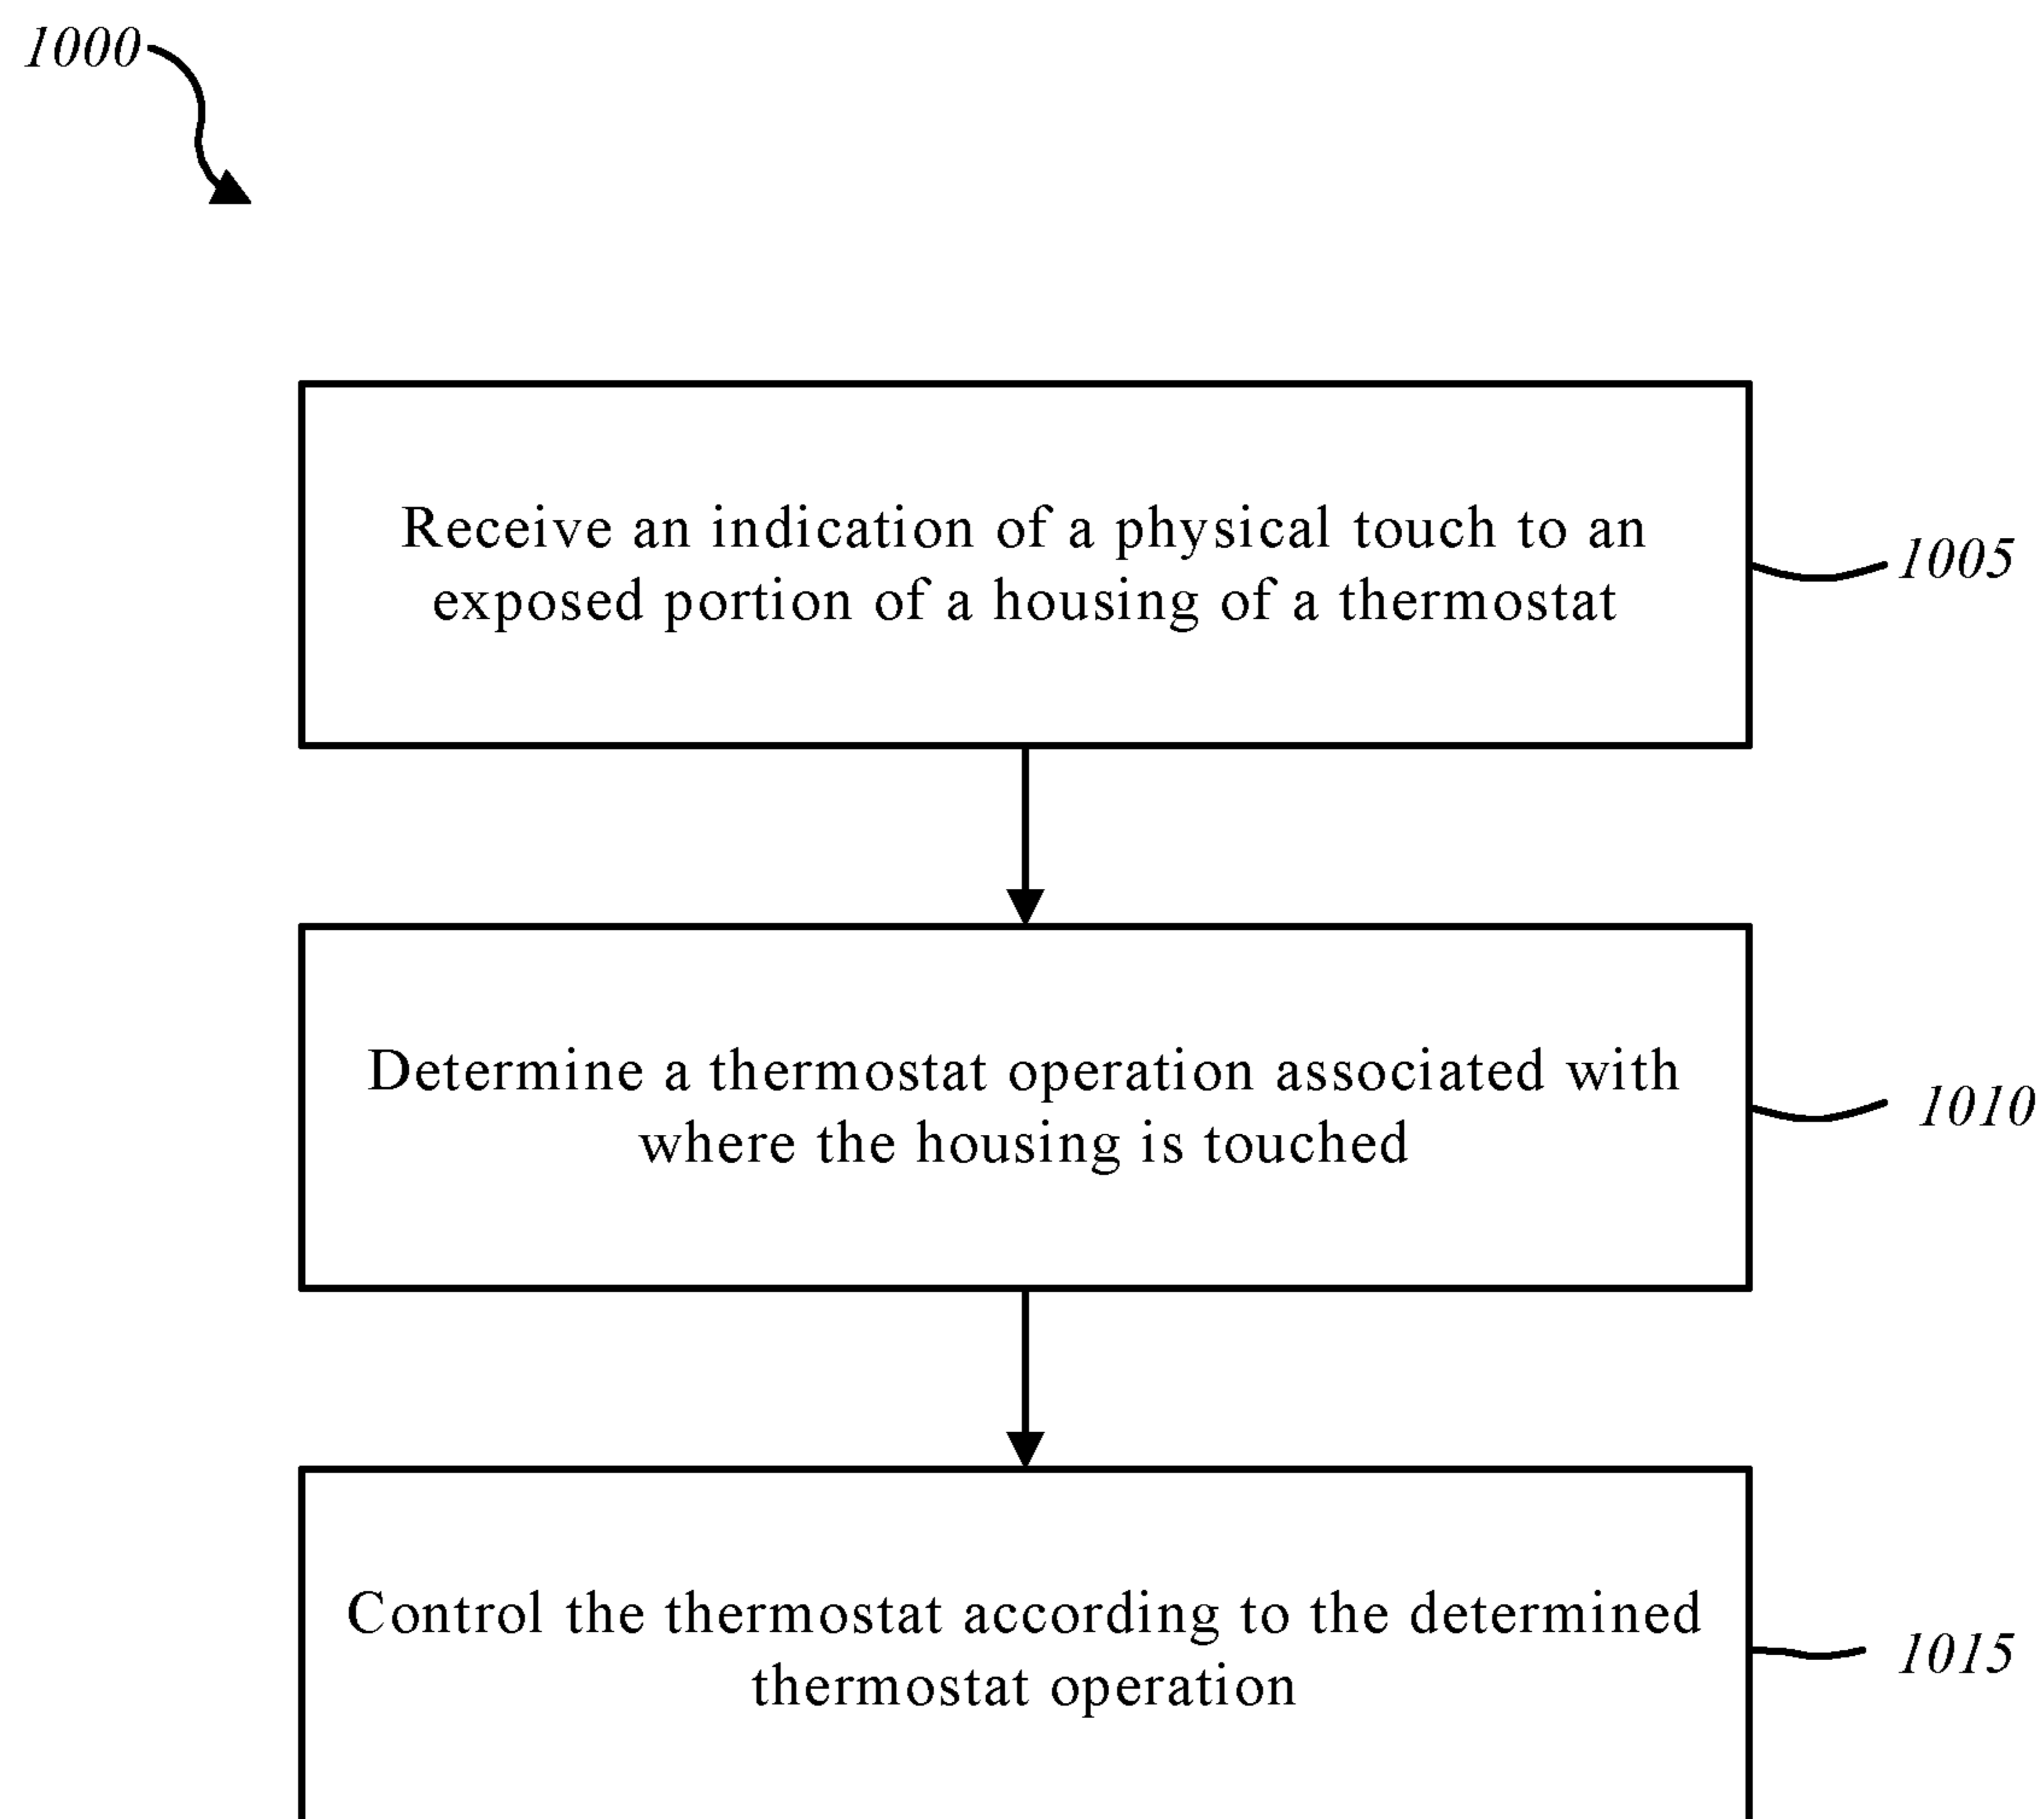 1000
Receive an indication of a physical touch to an
exposed portion of a housing of a thermostat
1005
Determine a thermostat operation associated with
where the housing is touched
1010
Control the thermostat according to the determined
thermostat operation
1015